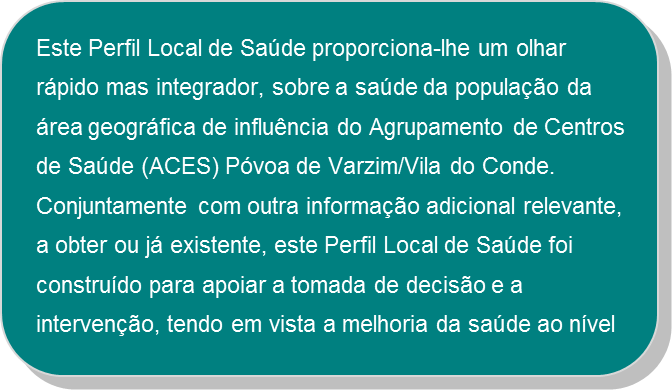 Este Perfil Local de Saúde proporciona-lhe um olhar
rápido mas integrador, sobre a saúde da população da
área geográfica de influência do Agrupamento de Centros
de Saúde (ACES) Póvoa de Varzim/Vila do Conde.
Conjuntamente com outra informação adicional relevante,
a obter ou já existente, este Perfil Local de Saúde foi
construído para apoiar a tomada de decisão e a
intervenção, tendo em vista a melhoria da saúde ao nível